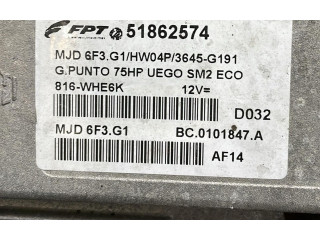 FPT 51862574
MJD 6F3.G1/HW04P/3645-G191
G.PUNTO 75HP UEGO SM2 ECO
816-WHE6K 12V=
D032
MJD 6F3.G1 BC.0101847.A
AF14